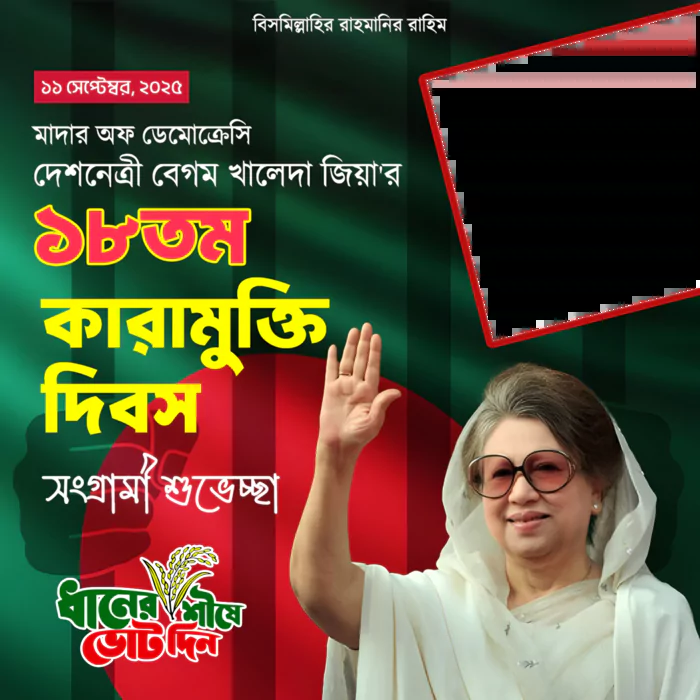 বিসমিল্লাহির রাহমানির রাহিম
১১ সেপ্টেম্বর, ২০২৫
মাদার অফ ডেমোক্রেসি
দেশনেত্রী বেগম খালেদা জিয়া'র
১৮তম
কারামুক্তি
দিবস
সংগ্রামী শুভেচ্ছা
ধানের শীষে
ভোট দিন